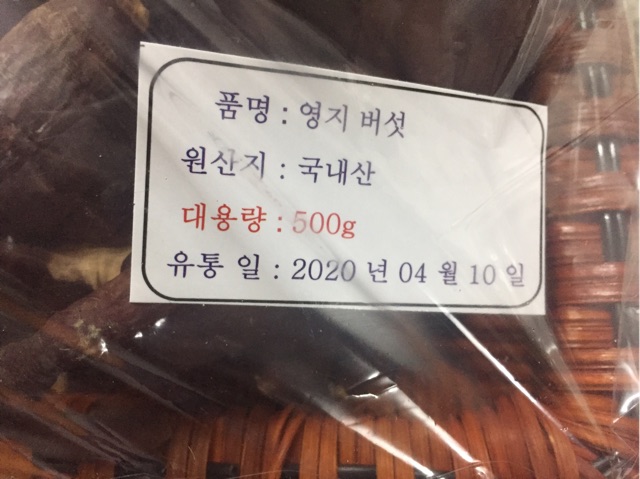 품명 : 영지 버섯
원산지 : 국내산
대용량 : 500g
유통 일 : 2020 년 04 월 10 일